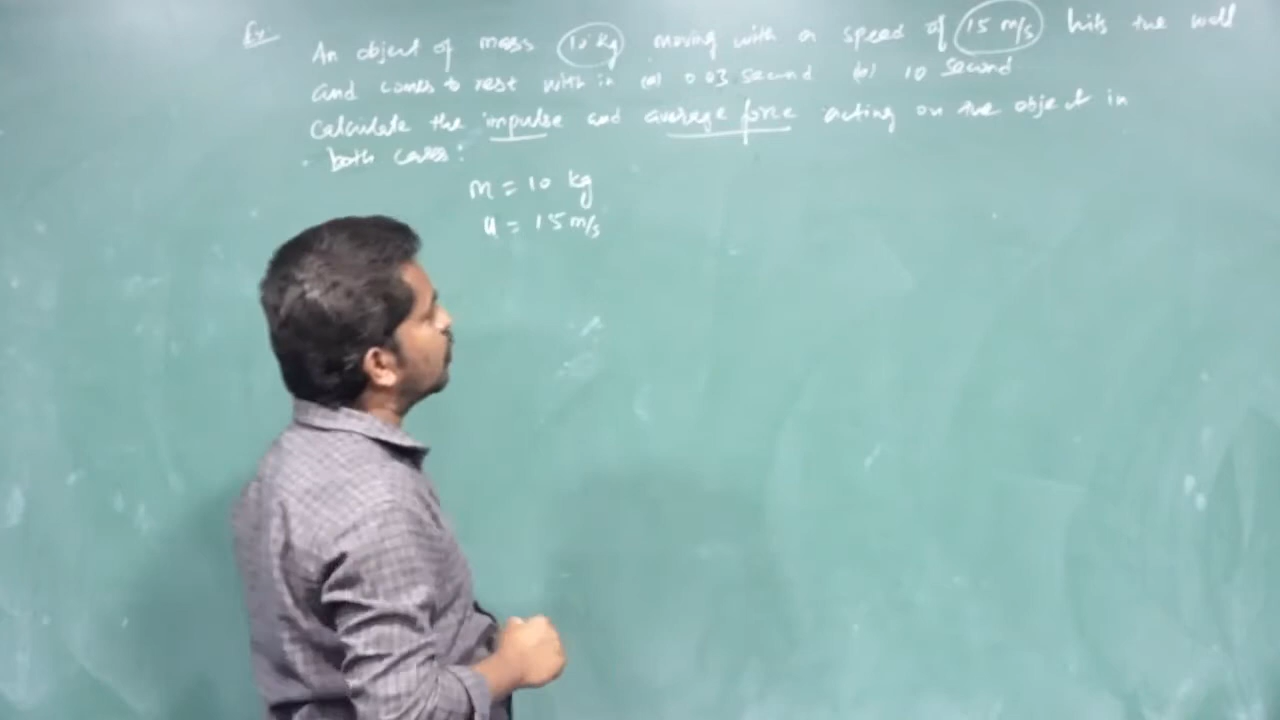 Ex:
An object of mass 10 kg moving with a speed of 15 m/s hits the wall
and comes to rest with in (a) 0.03 second (b) 10 second
Calculate the impulse and average force acting on the object in
both cases:
m = 10 kg
u = 15 m/s